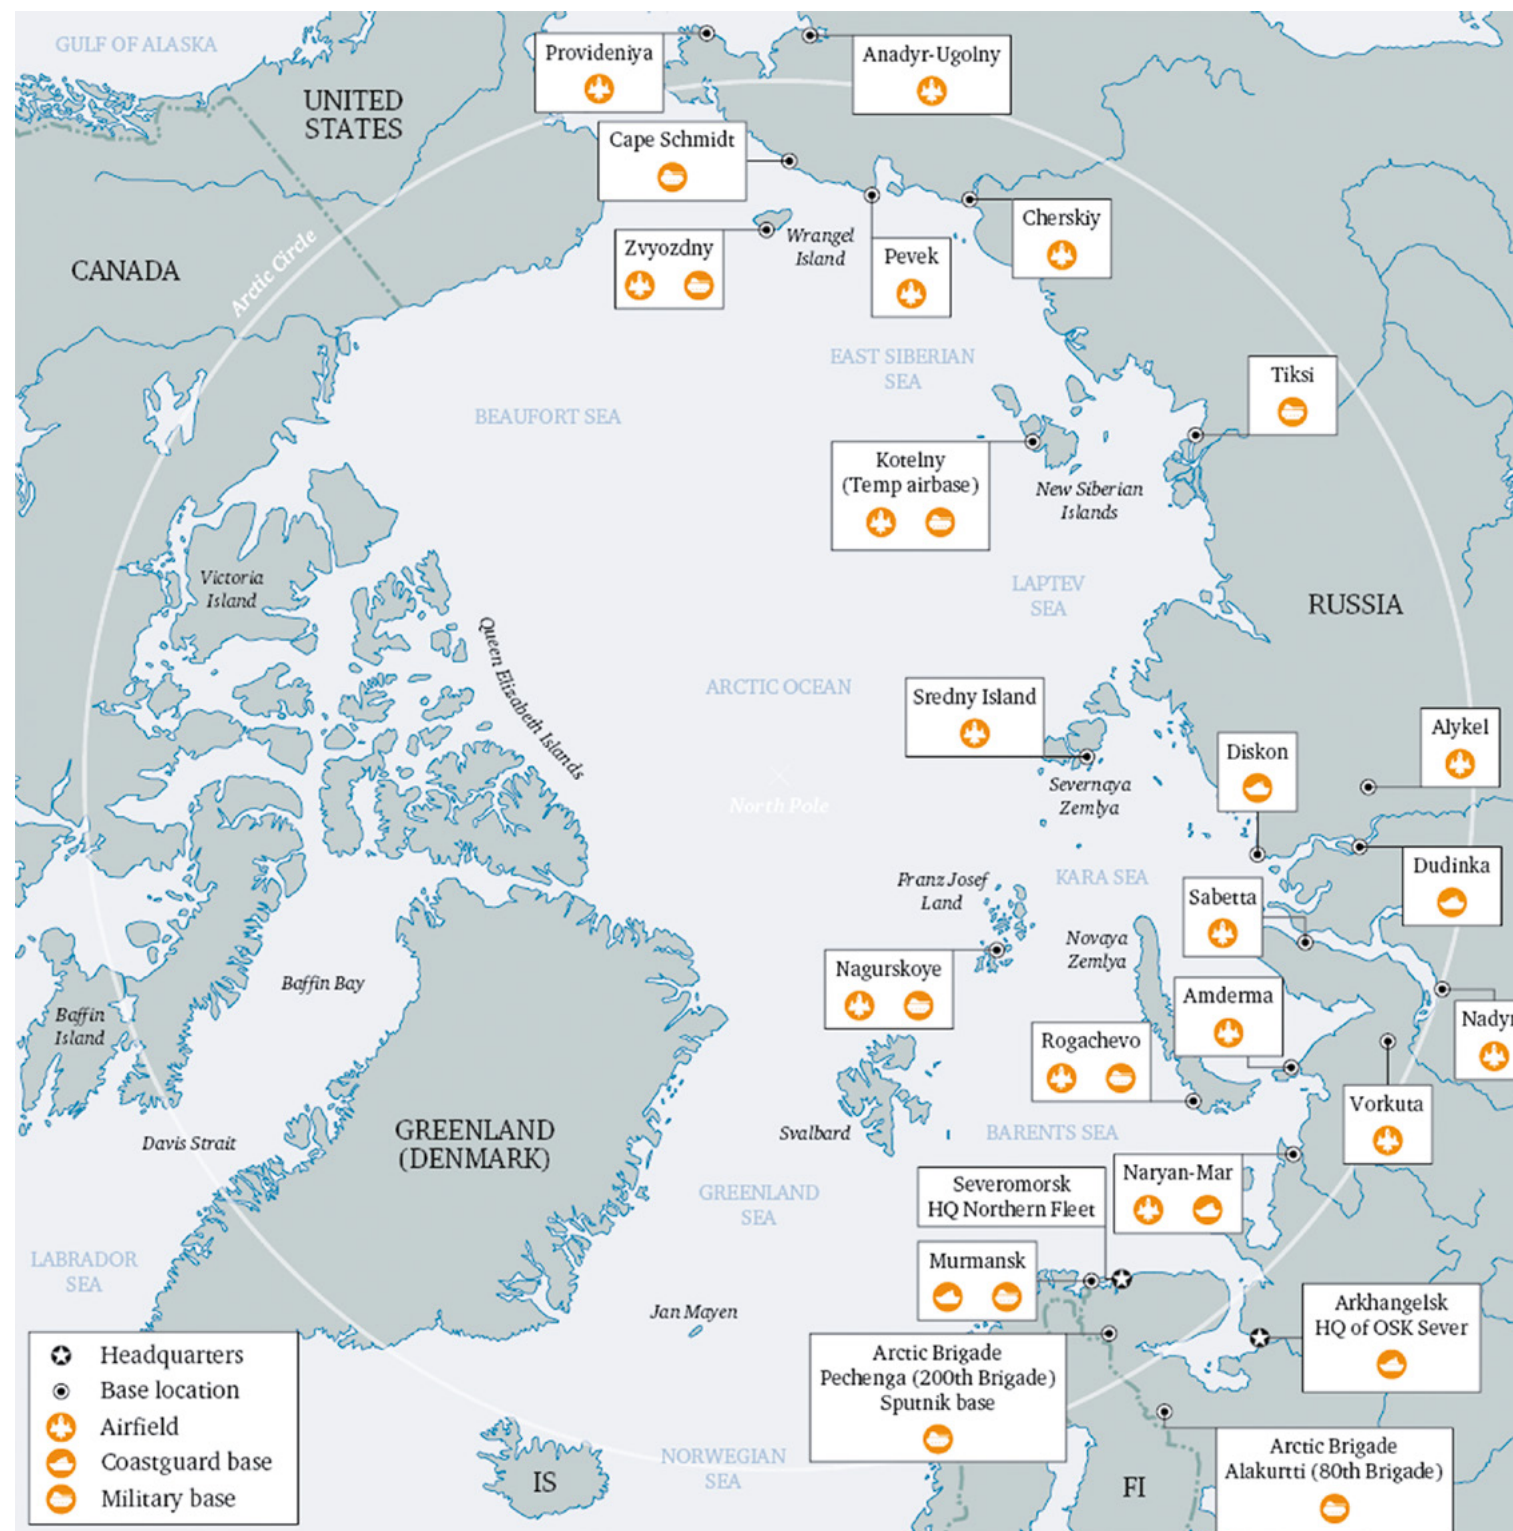 GULF OF ALASKA
Provideniya
Anadyr-Ugolny
UNITED
STATES
Cape Schmidt
Cherskiy
Wrangel
Island
Zvyozdny
Pevek
CANADA
Arctic Circle
EAST SIBERIAN
SEA
Tiksi
BEAUFORT SEA
Kotelny
(Temp airbase)
New Siberian
Islands
Victoria
Island
LAPTEV
SEA
RUSSIA
Queen Elizabeth Islands
ARCTIC OCEAN
Sredny Island
Alykel
Diskon
Severnaya
Zemlya
North Pole
Dudinka
Franz Josef
Land
KARA SEA
Sabetta
Novaya
Zemlya
Nagurskoye
Baffin Bay
Amderma
Baffin
Island
Nadyr
Rogachevo
Vorkuta
Svalbard
BARENTS SEA
GREENLAND
(DENMARK)
Davis Strait
Naryan-Mar
Severomorsk
HQ Northern Fleet
GREENLAND
SEA
LABRADOR
SEA
Murmansk
Jan Mayen
Arkhangelsk
HQ of OSK Sever
Arctic Brigade
Pechenga (200th Brigade)
Sputnik base
Headquarters
Base location
Airfield
Coastguard base
Military base
NORWEGIAN
SEA
IS
FI
Arctic Brigade
Alakurtti (80th Brigade)